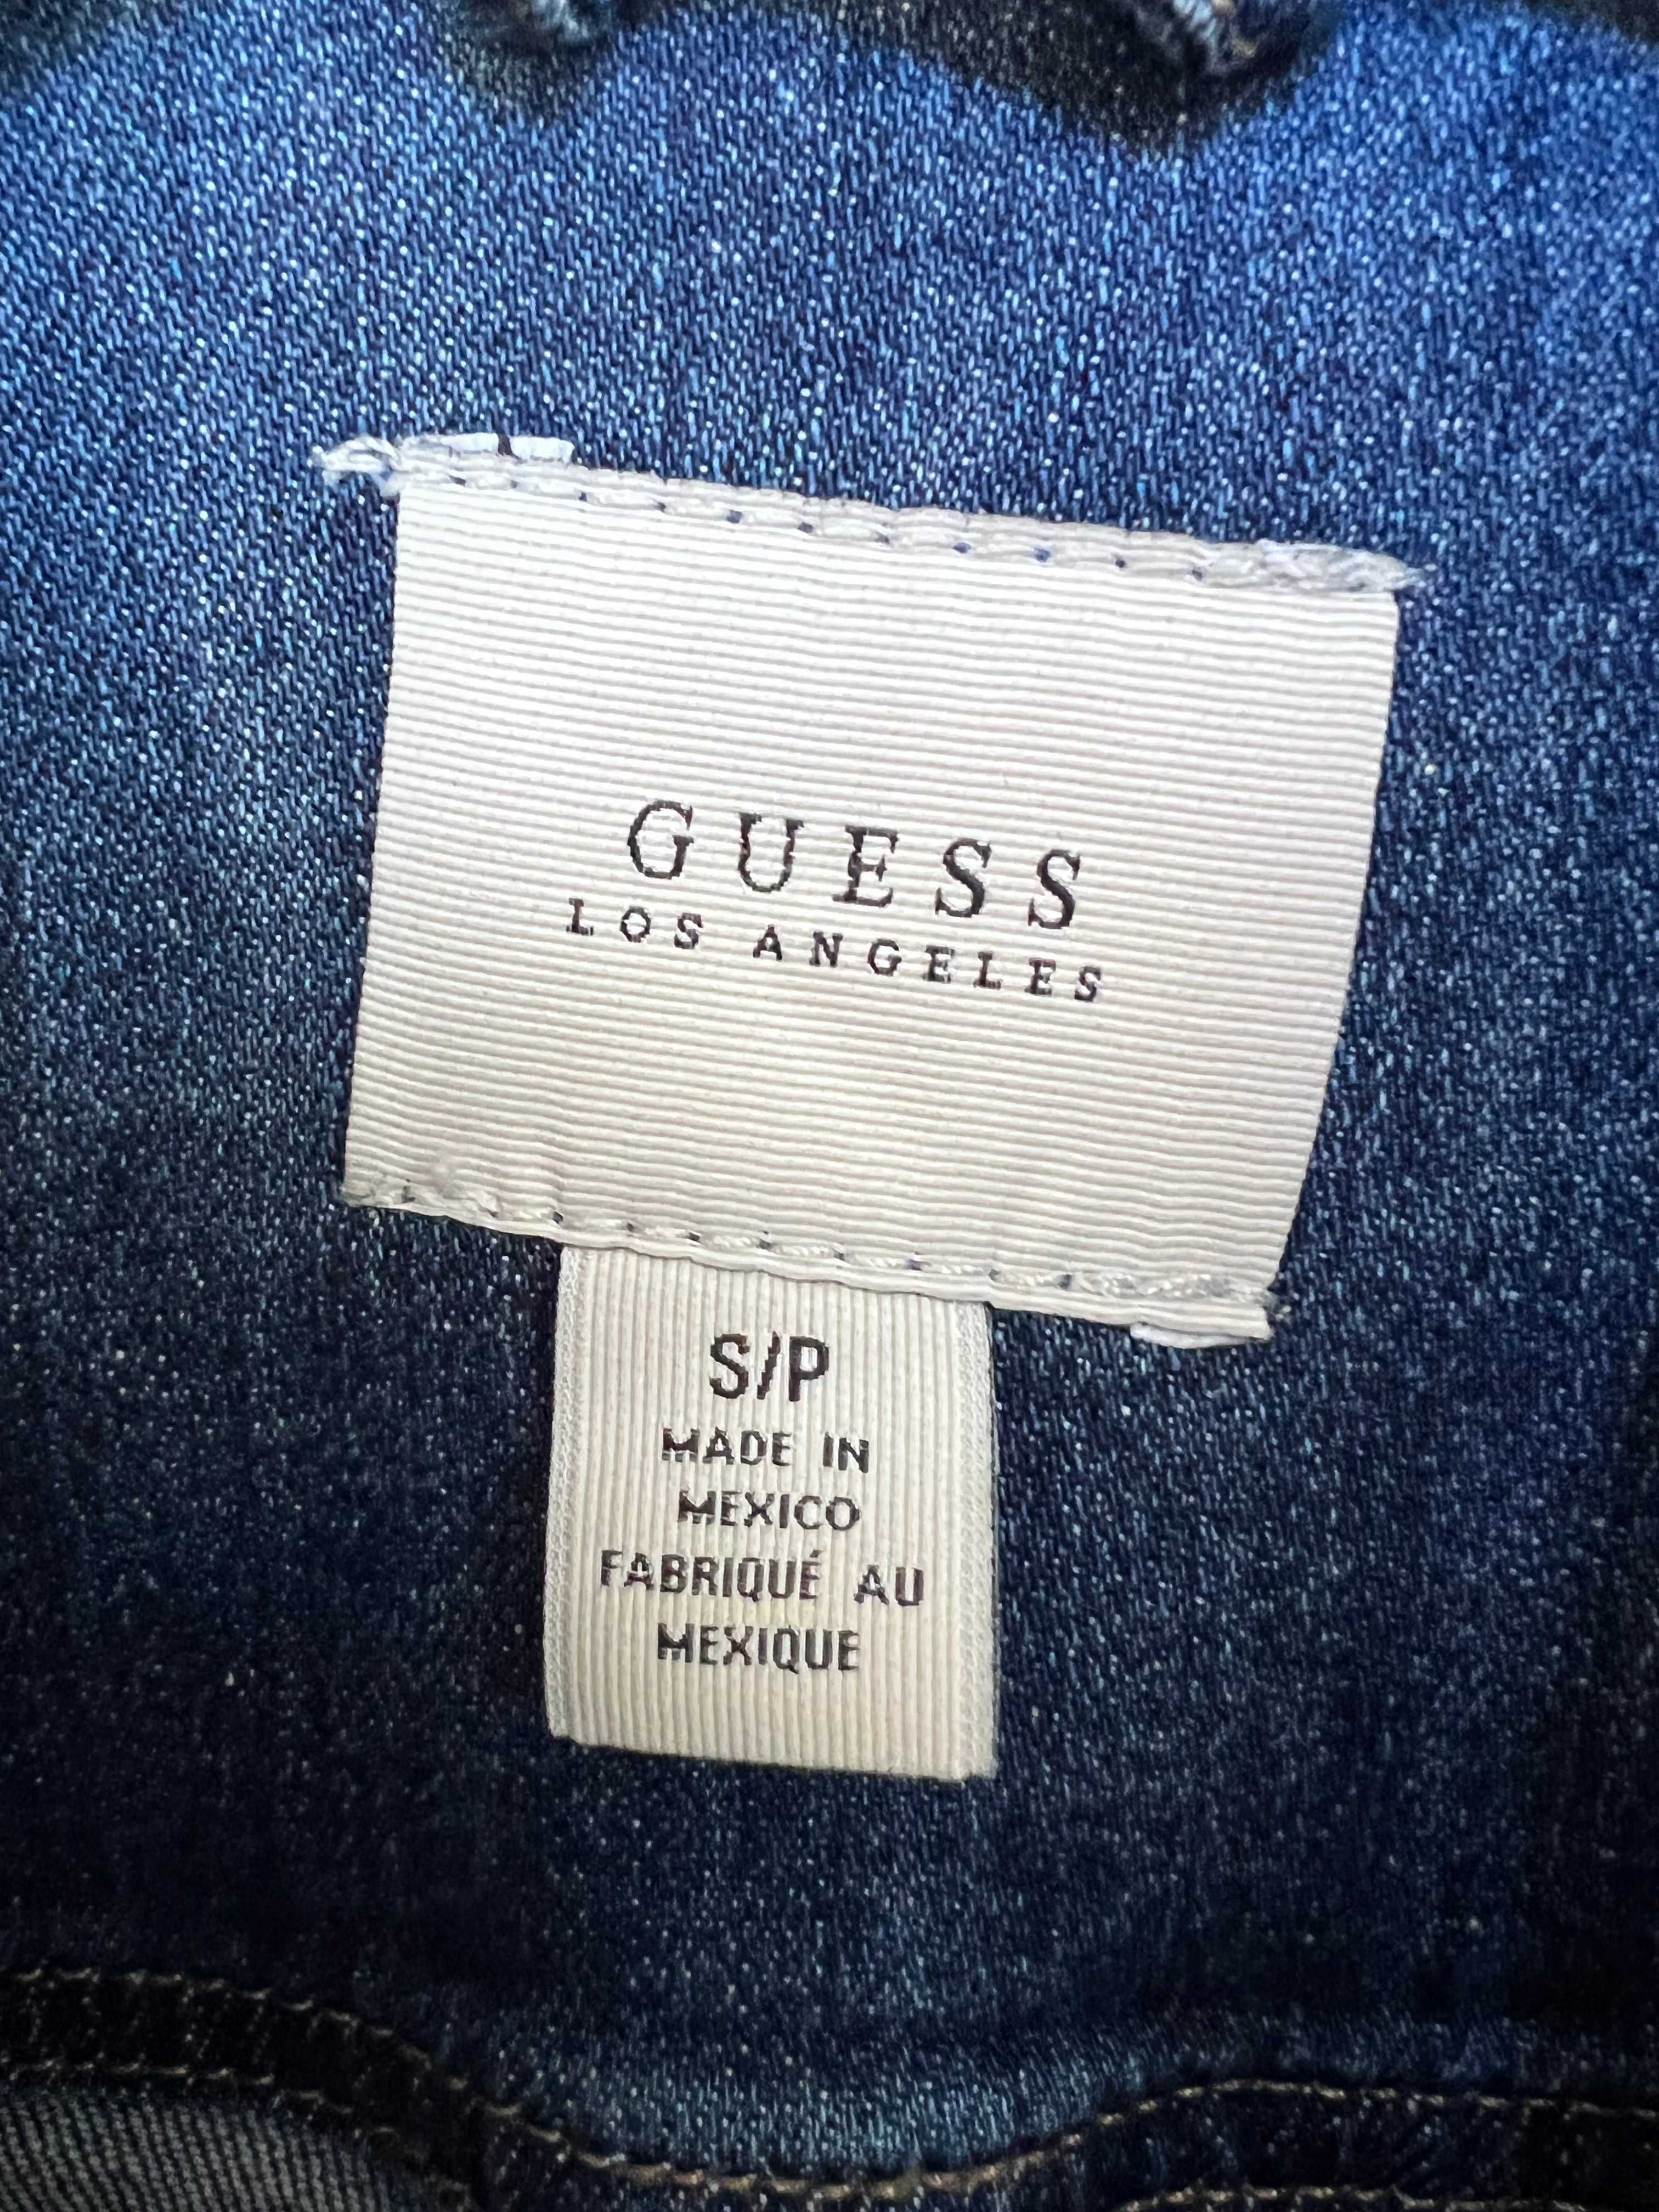 GUESS
LOS ANGELES
S/P
MADE IN
MEXICO
FABRIQUÉ AU
MEXIQUE